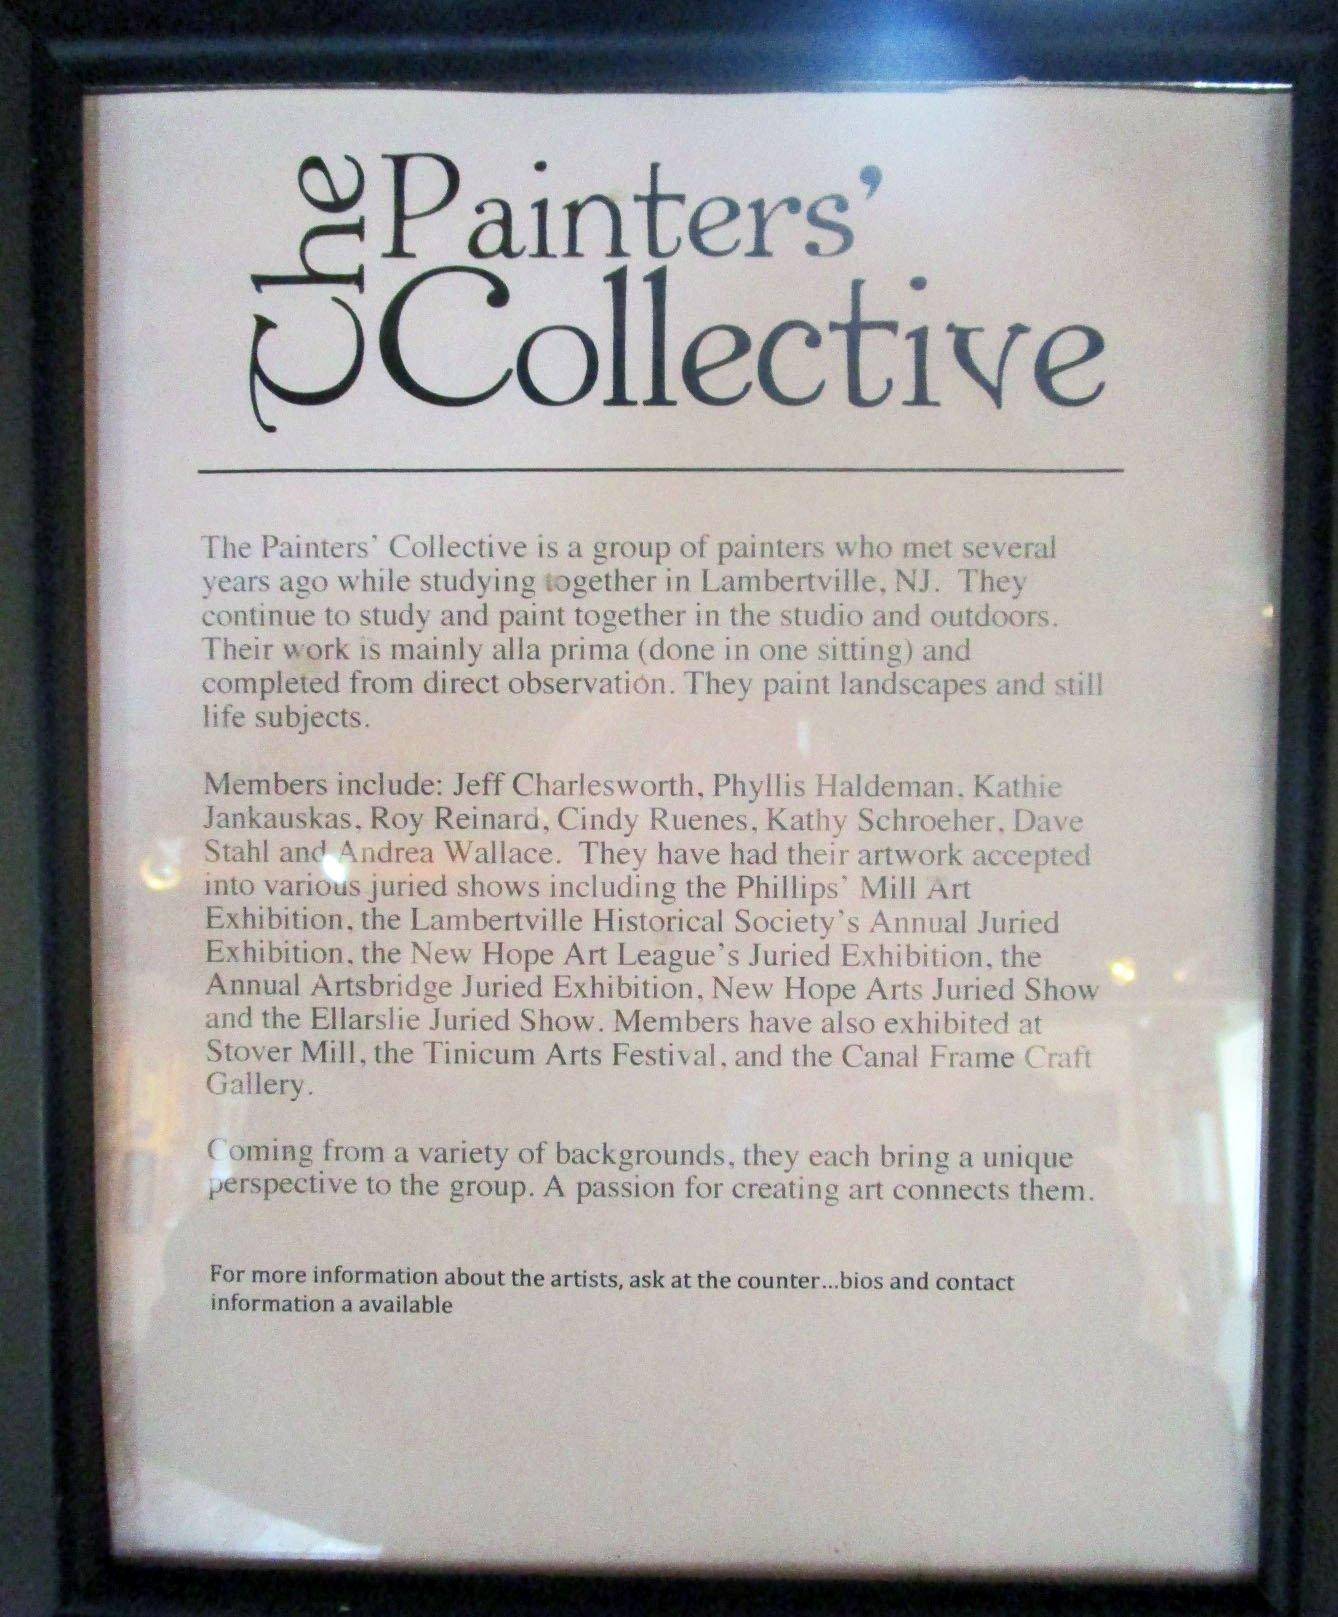 The Painters'
Collective
The Painters' Collective is a group of painters who met several
years ago while studying together in Lambertville, NJ. They
continue to study and paint together in the studio and outdoors.
Their work is mainly alla prima (done in one sitting) and
completed from direct observation. They paint landscapes and still
life subjects.
Members include: Jeff Charlesworth, Phyllis Haldeman, Kathie
Jankauskas, Roy Reinard, Cindy Ruenes, Kathy Schroeher, Dave
Stahl and Andrea Wallace. They have had their artwork accepted
into various juried shows including the Phillips' Mill Art
Exhibition, the Lambertville Historical Society's Annual Juried
Exhibition, the New Hope Art League's Juried Exhibition, the
Annual Artsbridge Juried Exhibition, New Hope Arts Juried Show
and the Ellarslie Juried Show. Members have also exhibited at
Stover Mill, the Tinicum Arts Festival, and the Canal Frame Craft
Gallery.
Coming from a variety of backgrounds, they each bring a unique
perspective to the group. A passion for creating art connects them.
For more information about the artists, ask at the counter...bios and contact
information a available